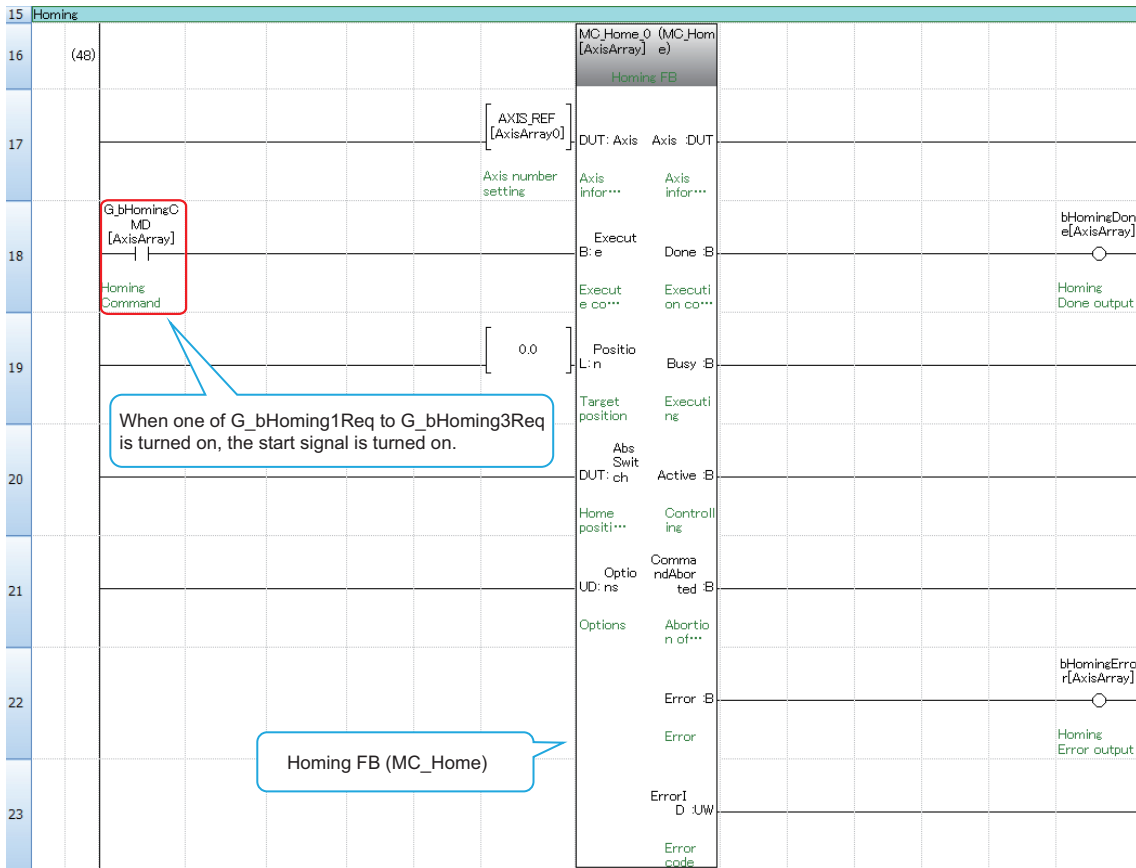 15 Homing
16 (48)
MC_Home_0 (MC_Hom
[AxisArray] e)
Homing FB
17
AXIS_REF
[AxisArray0]
DUT: Axis Axis :DUT
Axis number
setting
Axis
infor…
Axis
infor…
18
G_bHomingC
MD
[AxisArray]
Homing
Command
Execut
B: e Done :B
Execut
e co…
Executi
on co…
bHomingDon
e[AxisArray]
Homing
Done output
19
0.0
Positio
L: n Busy :B
Target
position
Executi
ng
When one of G_bHoming1Req to G_bHoming3Req
is turned on, the start signal is turned on.
20
Abs
Swit
DUT: ch Active :B
Home
positi…
Controll
ing
21
Optio
UD: ns
Comma
ndAbor
ted :B
Options
Abortio
n of…
22
Error :B
Error
bHomingErro
r[AxisArray]
Homing
Error output
Homing FB (MC_Home)
23
ErrorI
D :UW
Error
code